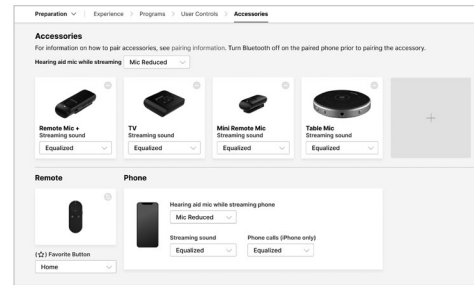 Preparation | Experience > Programs > User Controls > Accessories
Accessories
For information on how to pair accessories, see pairing information. Turn Bluetooth off on the paired phone prior to pairing the accessory.
Hearing aid mic while streaming Mic Reduced
Remote Mic + TV Mini Remote Mic Table Mic
Streaming sound Streaming sound Streaming sound Streaming sound
Equalized Equalized Equalized Equalized
Remote Phone
Hearing aid mic while streaming phone
Mic Reduced
Streaming sound Phone calls (iPhone only)
Equalized Equalized
(☆) Favorite Button
Home